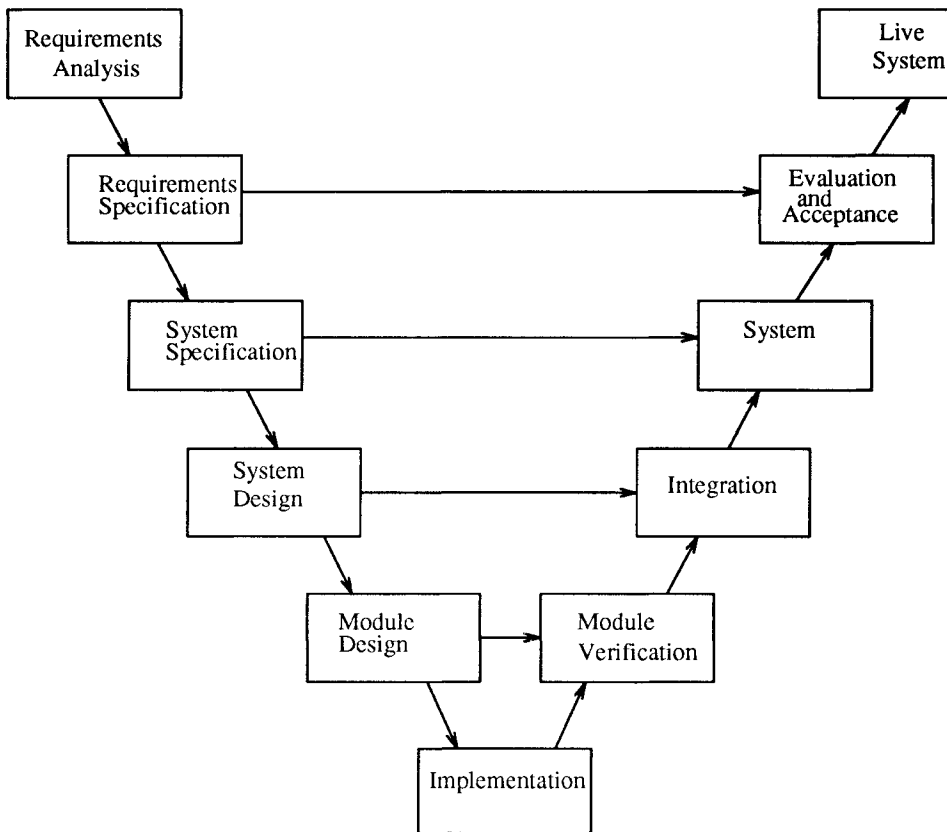 Requirements
Analysis
Live
System
Requirements
Specification
Evaluation
and
Acceptance
System
Specification
System
System
Design
Integration
Module
Design
Module
Verification
Implementation